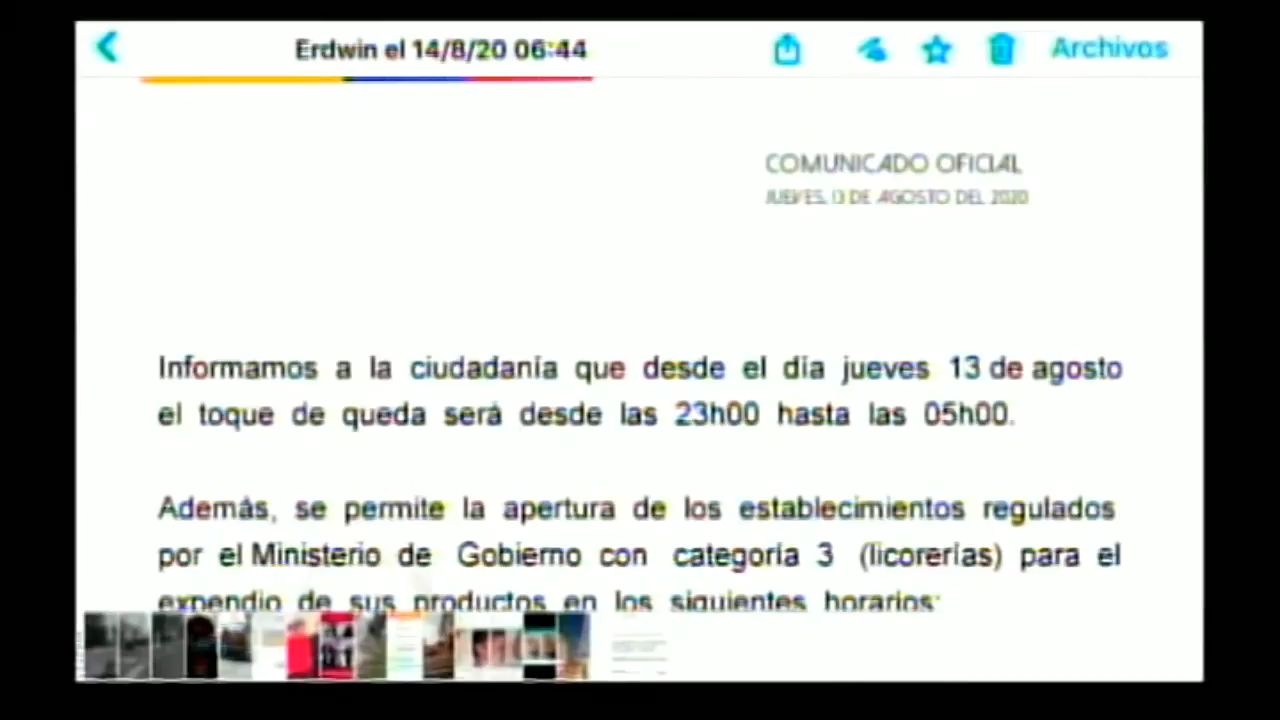 Erdwin el 14/8/20 06:44
Archivos
COMUNICADO OFICIAL
JUEVES, 13 DE AGOSTO DEL 2020
Informamos a la ciudadanía que desde el día jueves 13 de agosto
el toque de queda será desde las 23h00 hasta las 05h00.
Además, se permite la apertura de los establecimientos regulados
por el Ministerio de Gobierno con categoría 3 (licorerías) para el
expendio de sus productos en los siguientes horarios: